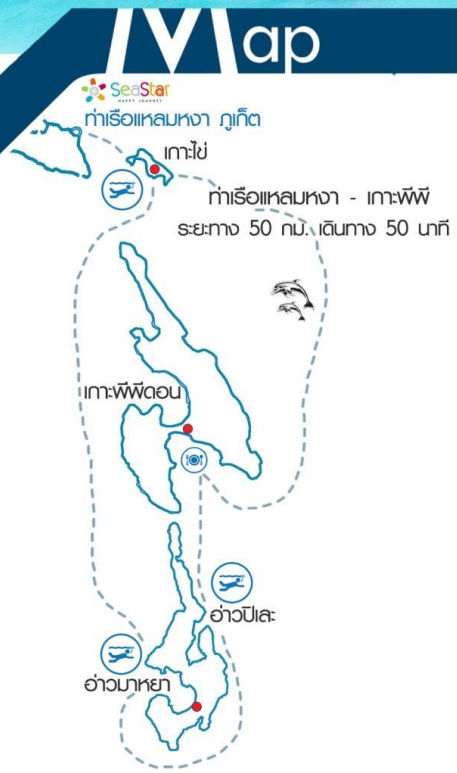 Map
SeaStar
HAPPY JOURNEY
ท่าเรือแหลมหงา ภูเก็ต
เกาะไข่
ท่าเรือแหลมหงา - เกาะพีพี
ระยะทาง 50 กม. เดินทาง 50 นาที
เกาะพีพีดอน
อ่าวปิเละ
อ่าวมาหยา